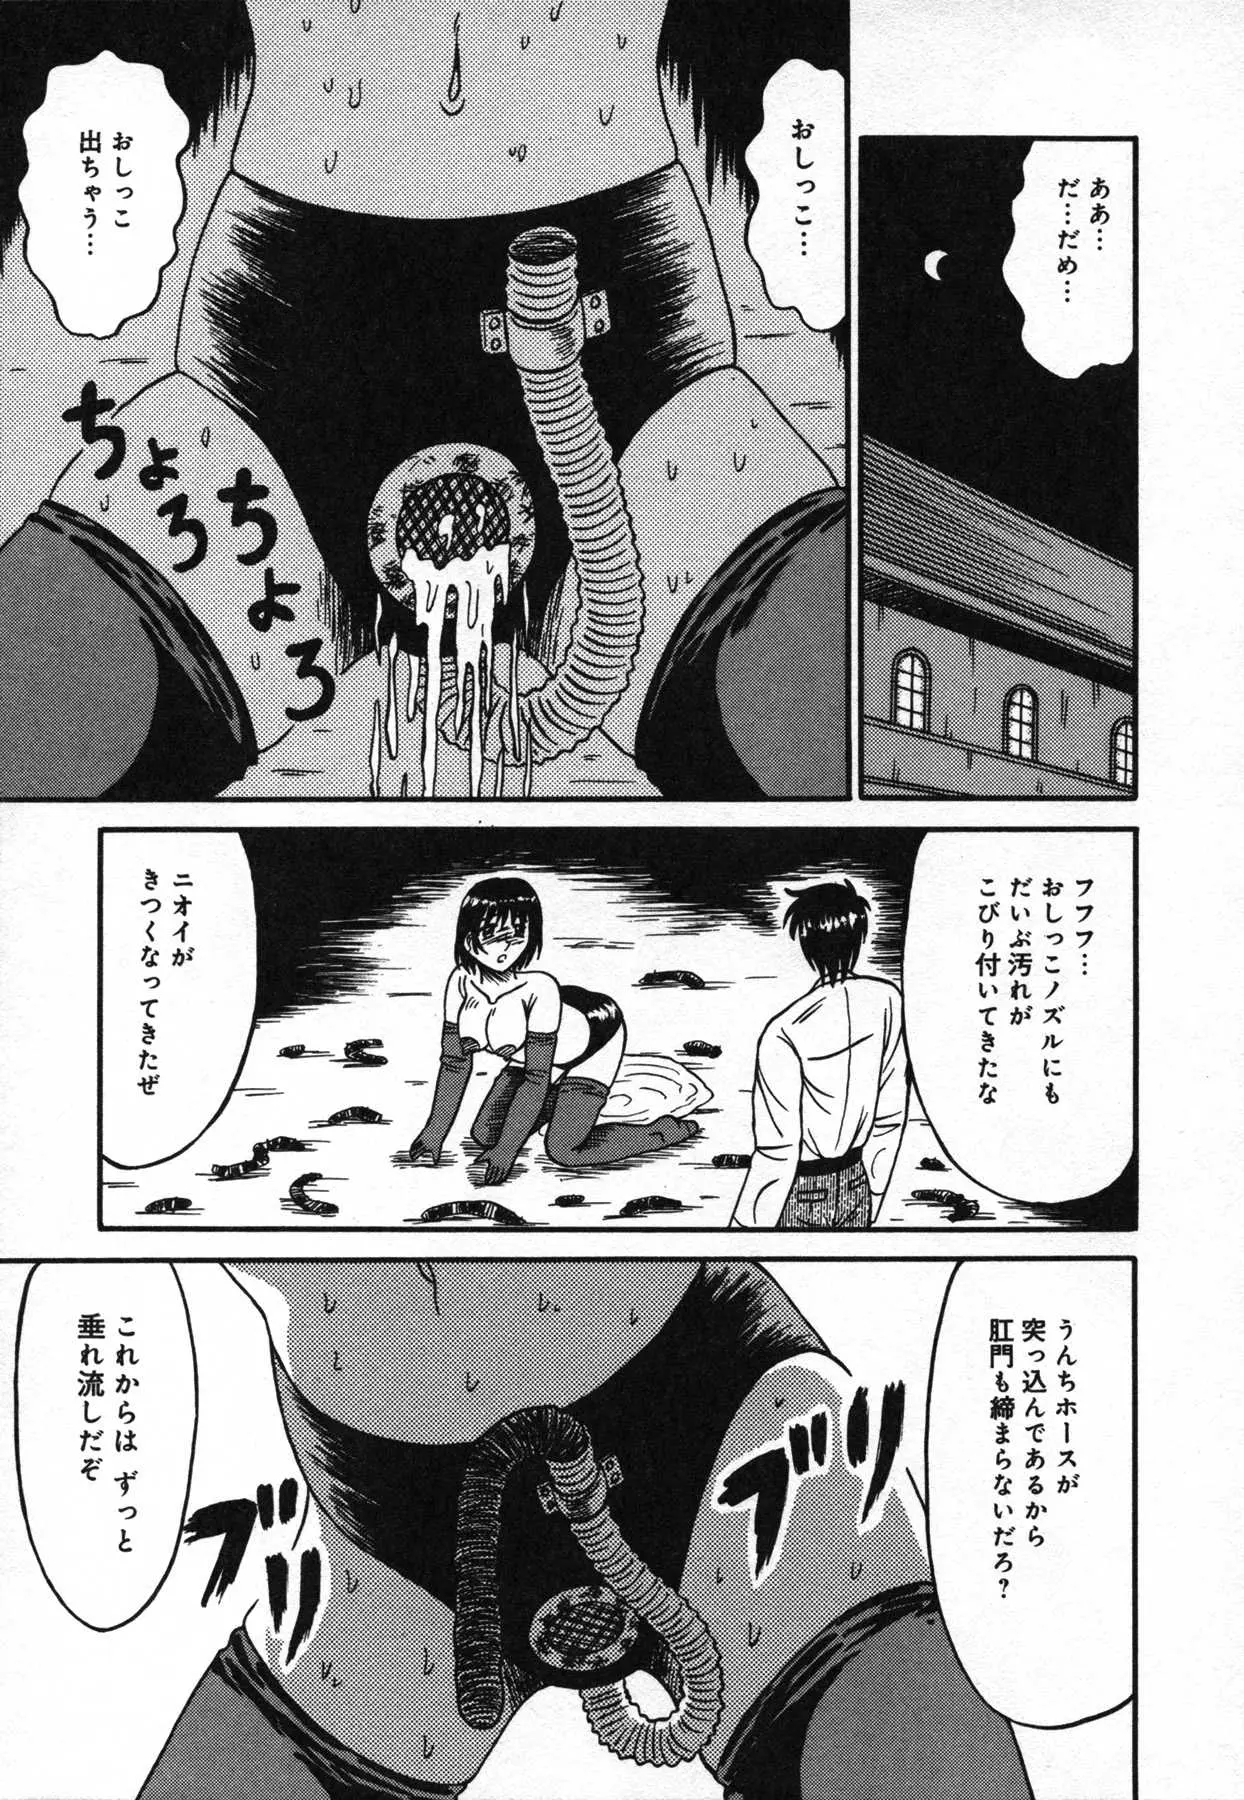 ああ…
だ…だめ…
おしっこ…
おしっこ
出ちゃう…
ちょろ
ちょろ
フフフ…
おしっこノズルにも
だいぶ汚れが
こびり付いてきたな
ニオイが
きつくなってきたぜ
うんちホースが
突っ込んであるから
肛門も締まらないだろ?
ブリ
ブリ
これからは ずっと
垂れ流しだぞ